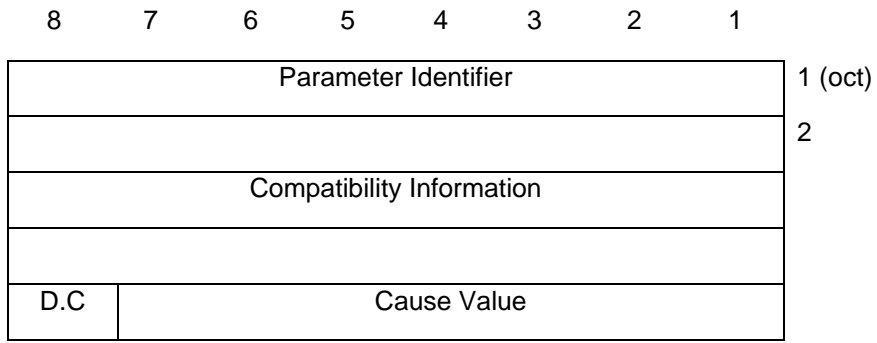 8 7 6 5 4 3 2 1
Parameter Identifier 1 (oct)
2
Compatibility Information
D.C Cause Value